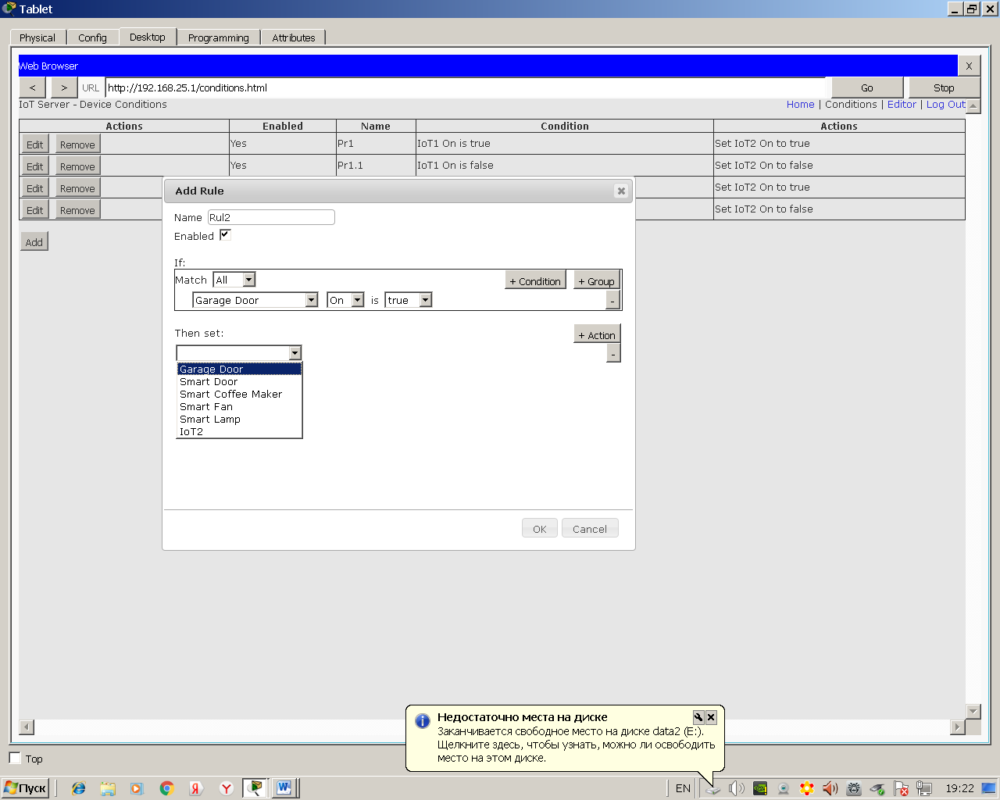 Tablet
Physical Config Desktop Programming Attributes
Web Browser X
< > URL http://192.168.25.1/conditions.html Go Stop
IoT Server - Device Conditions Home | Conditions | Editor | Log Out
Actions Enabled Name Condition Actions
Edit Remove Yes Pr1 IoT1 On is true Set IoT2 On to true
Edit Remove Yes Pr1.1 IoT1 On is false Set IoT2 On to false
Edit Remove Set IoT2 On to true
Edit Remove Set IoT2 On to false
Add
Add Rule
Name Rul2
Enabled
If:
Match All + Condition + Group
Garage Door On is true -
Then set: + Action
-
Garage Door
Smart Door
Smart Coffee Maker
Smart Fan
Smart Lamp
IoT2
OK Cancel
Недостаточно места на диске
Заканчивается свободное место на диске data2 (E:).
Щелкните здесь, чтобы узнать, можно ли освободить
место на этом диске.
Top
Пуск EN 19:22